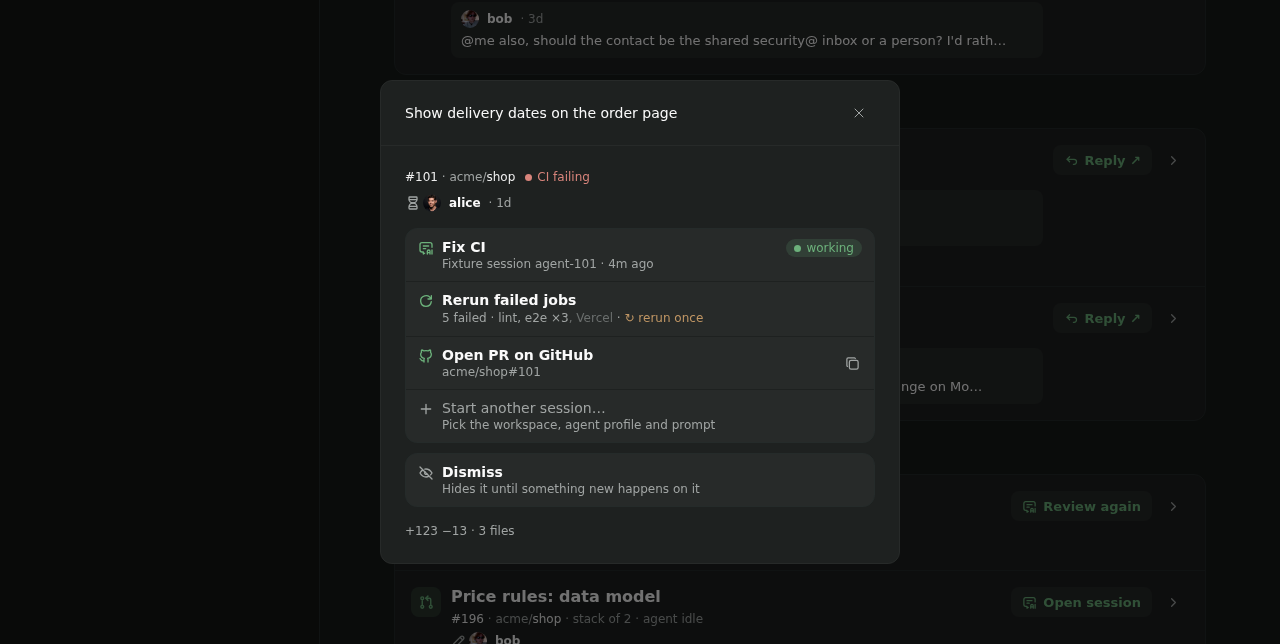 bob · 3d
@me also, should the contact be the shared security@ inbox or a person? I'd rath…
Show delivery dates on the order page
#101 · acme/shop CI failing
alice · 1d
Fix CI
working
Fixture session agent-101 · 4m ago
Rerun failed jobs
5 failed · lint, e2e ×3, Vercel · ↻ rerun once
Open PR on GitHub
acme/shop#101
Start another session…
Pick the workspace, agent profile and prompt
Dismiss
Hides it until something new happens on it
+123 −13 · 3 files
Reply ↗
Reply ↗
nge on Mo…
Review again
Price rules: data model
Open session
#196 · acme/shop · stack of 2 · agent idle
bob